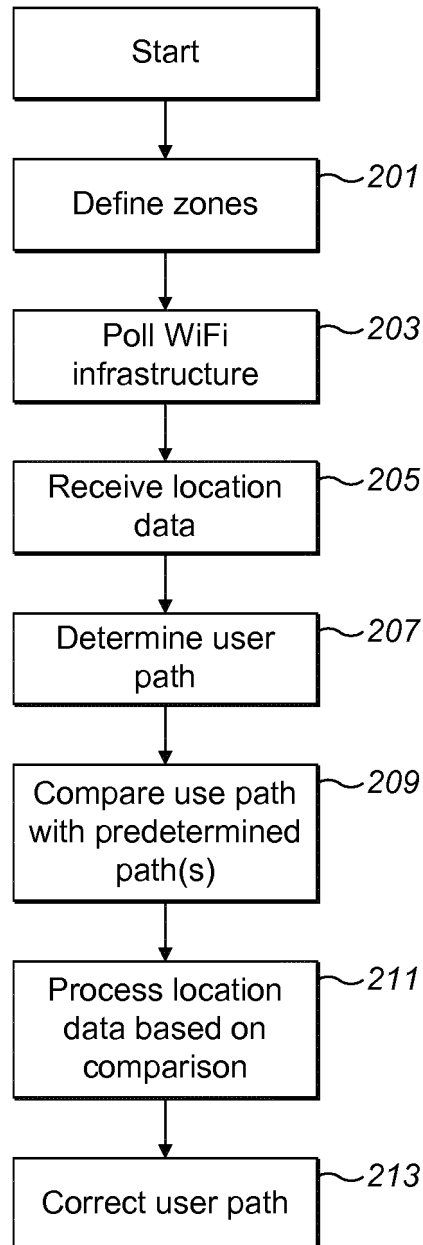 Start
201
Define zones
203
Poll WiFi
infrastructure
205
Receive location
data
207
Determine user
path
209
Compare use path
with predetermined
path(s)
211
Process location
data based on
comparison
213
Correct user path